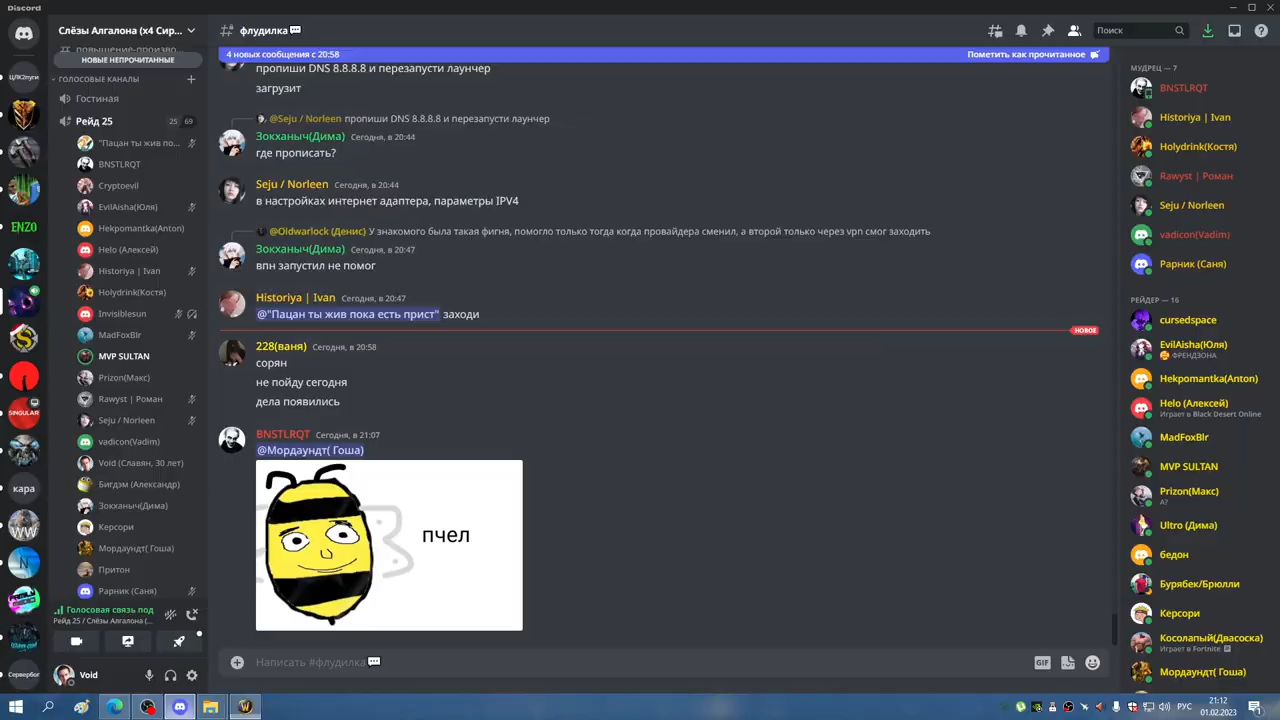 Discord
Слёзы Алгалона (x4 Сир...
повышение-произво...
НОВЫЕ НЕПРОЧИТАННЫЕ
ГОЛОСОВЫЕ КАНАЛЫ
Гостиная
Рейд 25 25 69
"Пацан ты жив по...
BNSTLRQT
Cryptoevil
EvilAisha(Юля)
Hekpomantka(Anton)
Helo (Алексей)
Historiya | Ivan
Holydrink(Костя)
Invisiblesun
MadFoxBlr
MVP SULTAN
Prizon(Макс)
Rawyst | Роман
Seju / Norleen
vadicon(Vadim)
Void (Славян, 30 лет)
Бигдэм (Александр)
Зокханыч(Дима)
Керсори
Мордаундт( Гоша)
Притон
Рарник (Саня)
Голосовая связь под
Рейд 25 / Слёзы Алгалона (...
Void
ЦЛК2пуги
ENZO
SINGULAR
кара
WW
N
Сервербог
флудилка
Поиск
4 новых сообщения с 20:58
Пометить как прочитанное
пропиши DNS 8.8.8.8 и перезапусти лаунчер
загрузит
@Seju / Norleen пропиши DNS 8.8.8.8 и перезапусти лаунчер
Зокханыч(Дима) Сегодня, в 20:44
где прописать?
Seju / Norleen Сегодня, в 20:44
в настройках интернет адаптера, параметры IPV4
@Oldwarlock (Денис) У знакомого была такая фигня, помогло только тогда когда провайдера сменил, а второй только через vpn смог заходить
Зокханыч(Дима) Сегодня, в 20:47
впн запустил не помог
Historiya | Ivan Сегодня, в 20:47
@"Пацан ты жив пока есть прист" заходи
НОВОЕ
228(ваня) Сегодня, в 20:58
сорян
не пойду сегодня
дела появились
BNSTLRQT Сегодня, в 21:07
@Мордаундт( Гоша)
пчел
Написать #флудилка
GIF
МУДРЕЦ — 7
BNSTLRQT
Historiya | Ivan
Holydrink(Костя)
Rawyst | Роман
Seju / Norleen
vadicon(Vadim)
Рарник (Саня)
РЕЙДЕР — 16
cursedspace
EvilAisha(Юля)
ФРЕНДЗОНА
Hekpomantka(Anton)
Helo (Алексей)
Играет в Black Desert Online
MadFoxBlr
MVP SULTAN
Prizon(Макс)
А?
Ultro (Дима)
бедон
Бурябек/Брюлли
Керсори
Косолапый(Двасоска)
Играет в Fortnite
Мордаундт( Гоша)
РУС
21:12
01.02.2023
1